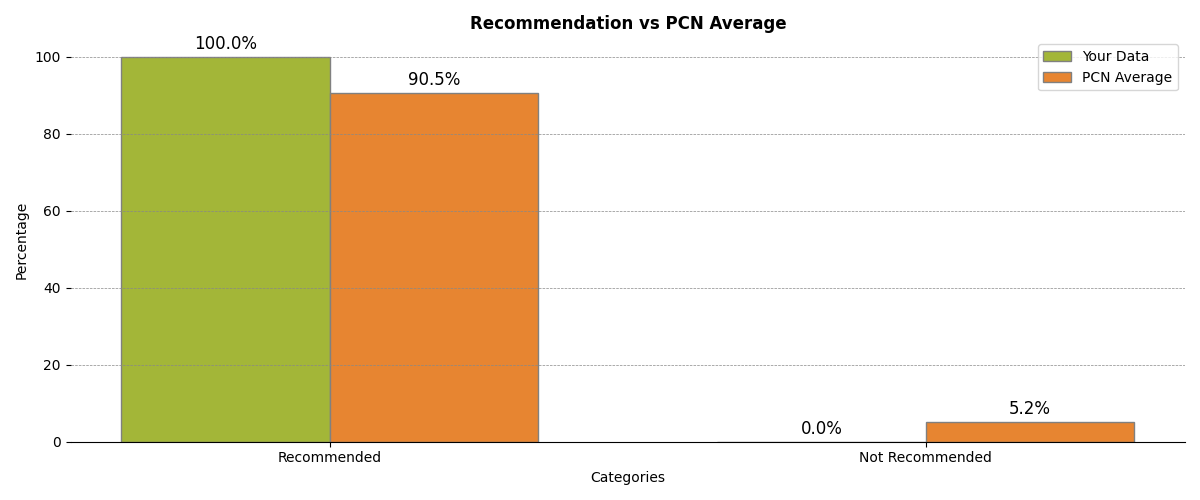 Recommendation vs PCN Average
Your Data
PCN Average
100.0%
90.5%
0.0%
5.2%
Percentage
100
80
60
40
20
0
Recommended
Not Recommended
Categories